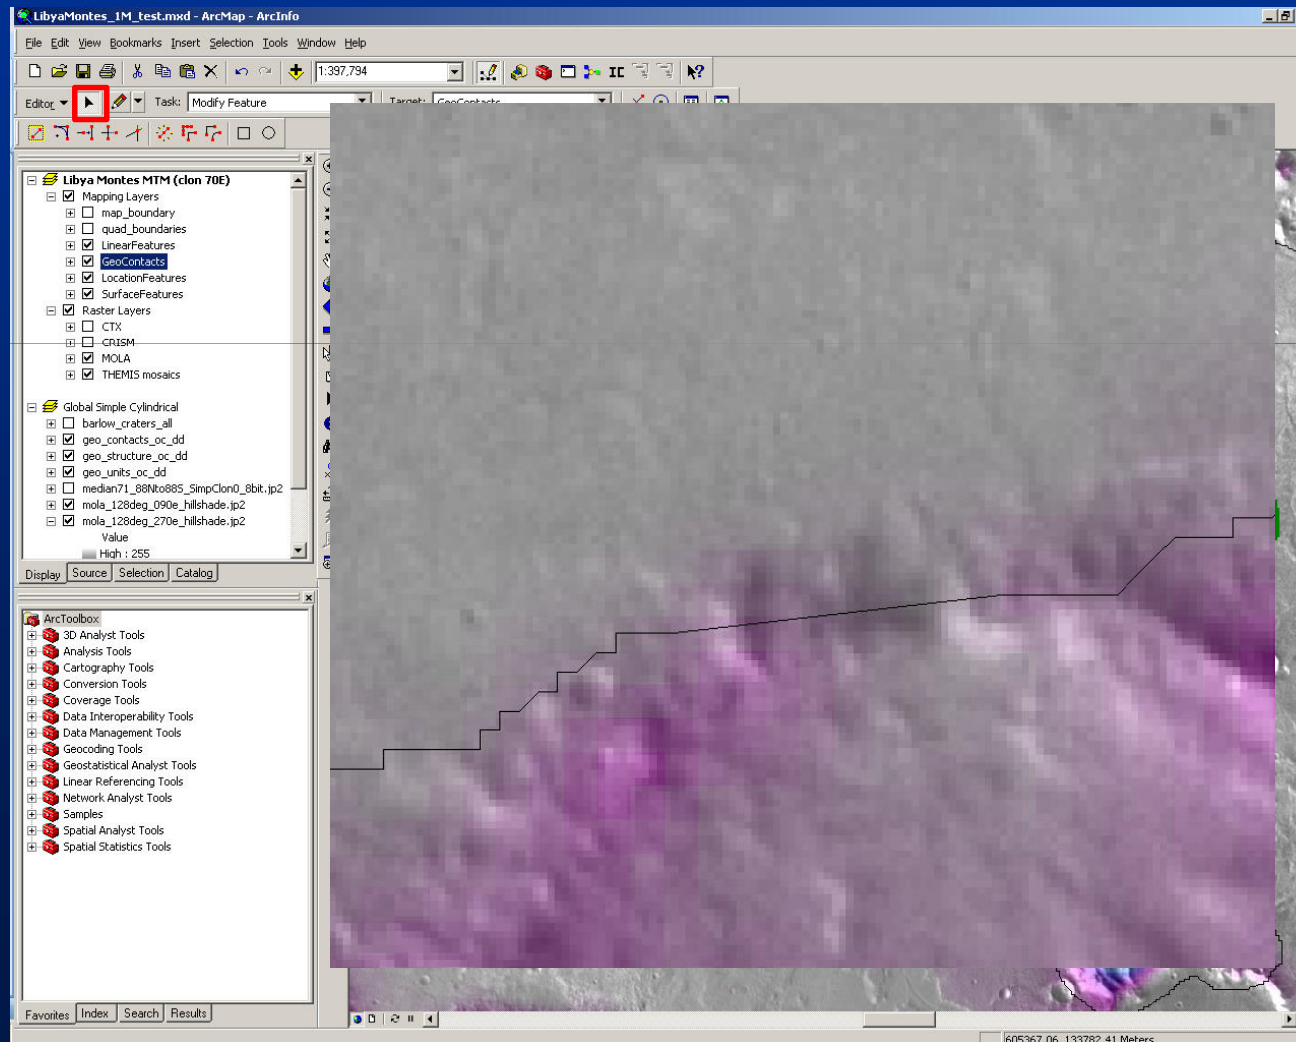 LibyaMontes_1M_test.mxd - ArcMap - ArcInfo
File Edit View Bookmarks Insert Selection Tools Window Help
1:397,794
Editor Task: Modify Feature Target: GeoContacts
Libya Montes MTM (clon 70E)
Mapping Layers
map_boundary
quad_boundaries
LinearFeatures
GeoContacts
LocationFeatures
SurfaceFeatures
Raster Layers
CTX
CRISM
MOLA
THEMIS mosaics
Global Simple Cylindrical
barlow_craters_all
geo_contacts_oc_dd
geo_structure_oc_dd
geo_units_oc_dd
median71_88Nto88S_SimpClon0_8bit.jp2
mola_128deg_090e_hillshade.jp2
mola_128deg_270e_hillshade.jp2
Value
High : 255
Display Source Selection Catalog
ArcToolbox
3D Analyst Tools
Analysis Tools
Cartography Tools
Conversion Tools
Coverage Tools
Data Interoperability Tools
Data Management Tools
Geocoding Tools
Geostatistical Analyst Tools
Linear Referencing Tools
Network Analyst Tools
Samples
Spatial Analyst Tools
Spatial Statistics Tools
Favorites Index Search Results
605367.06 133782.41 Meters